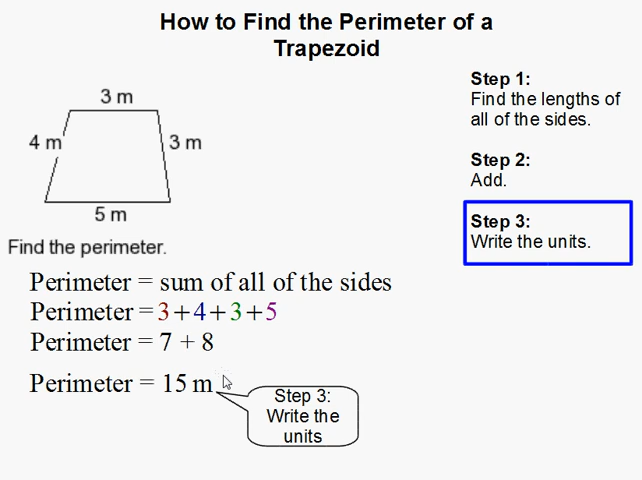 How to Find the Perimeter of a
Trapezoid
3 m
4 m
3 m
5 m
Find the perimeter.
Perimeter = sum of all of the sides
Perimeter = 3+4+3+5
Perimeter = 7 + 8
Perimeter = 15 m
Step 3:
Write the
units
Step 1:
Find the lengths of
all of the sides.
Step 2:
Add.
Step 3:
Write the units.